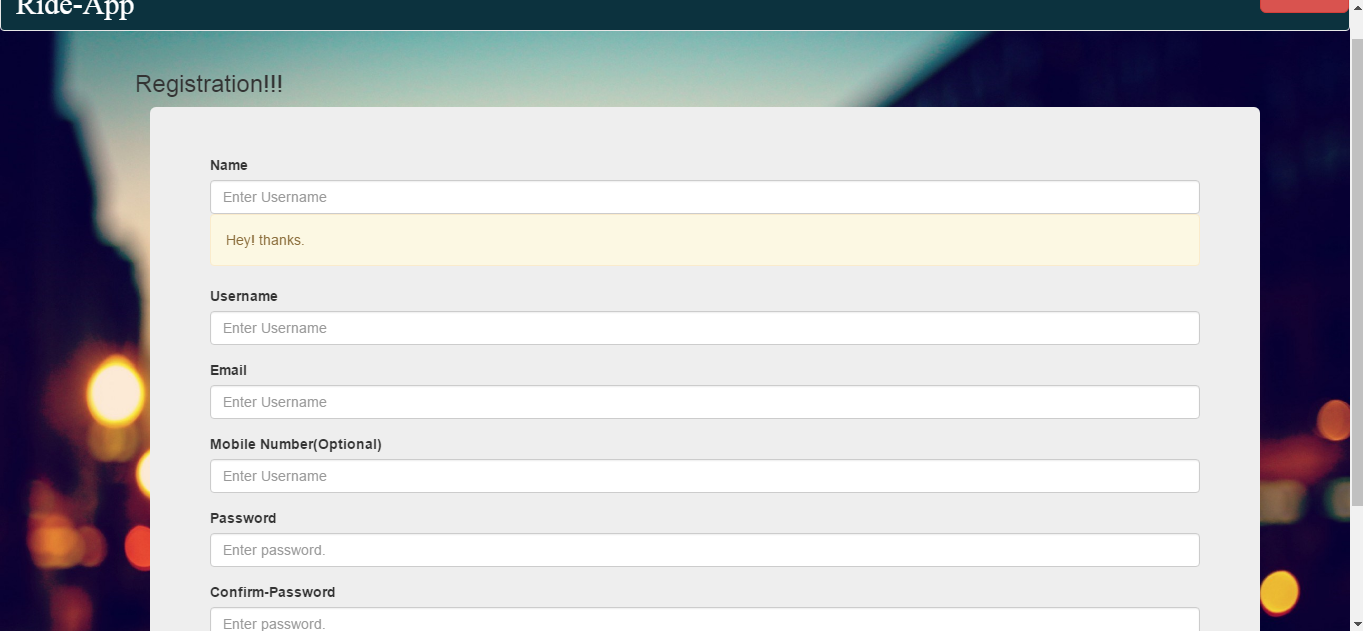 Ride-App
Registration!!!
Name
Enter Username
Hey! thanks.
Username
Enter Username
Email
Enter Username
Mobile Number(Optional)
Enter Username
Password
Enter password.
Confirm-Password
Enter password.